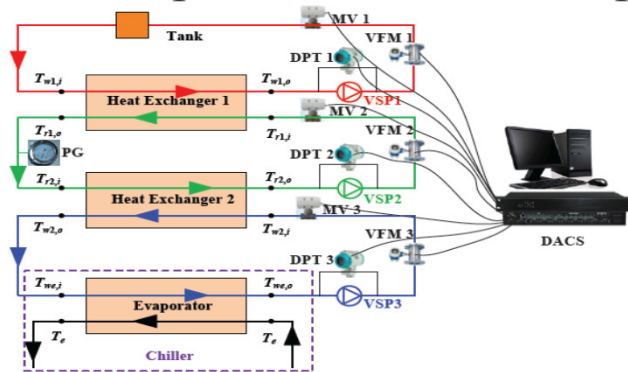 MV 1
Tank
DPT 1
VFM 1
Tw1,i
Tw1,o
Heat Exchanger 1
VSP1
MV 2
Tr1,o
Tr1,i
PG
DPT 2
VFM 2
Tr2,i
Tr2,o
Heat Exchanger 2
VSP2
MV 3
Tw2,o
Tw2,i
DACS
DPT 3
VFM 3
Twe,i
Twe,o
Evaporator
VSP3
Te
Te
Chiller